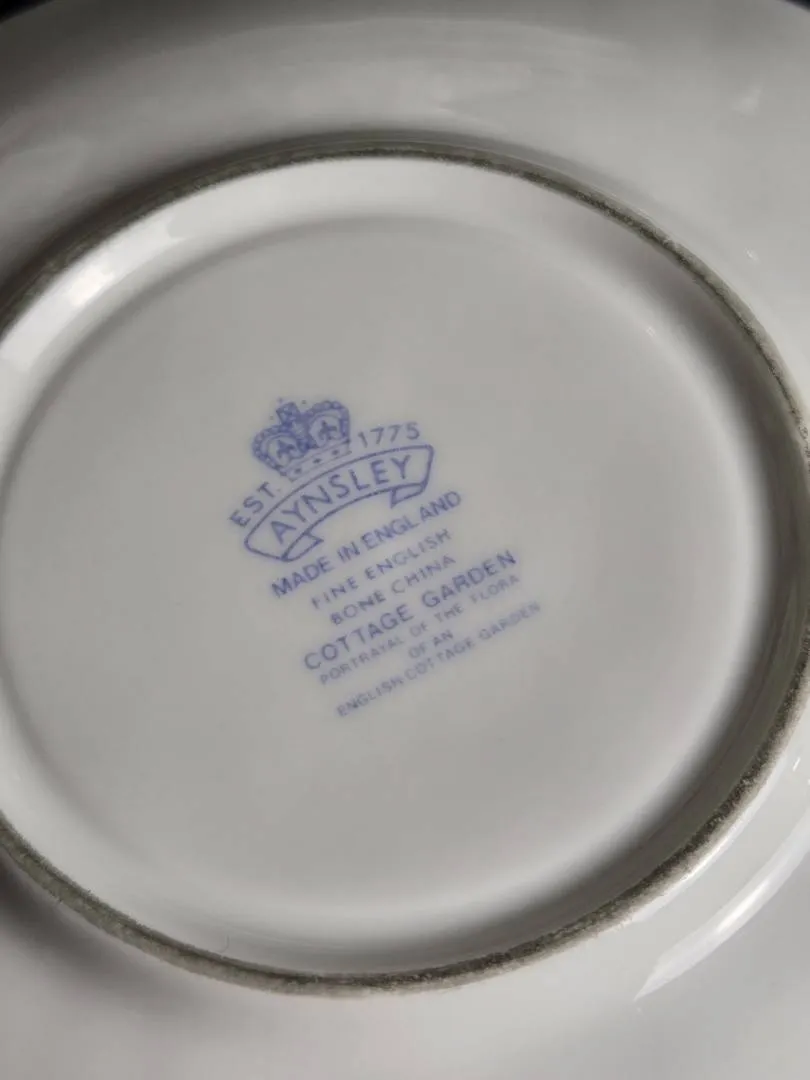 EST. 1775
AYNSLEY
MADE IN ENGLAND
FINE ENGLISH
BONE CHINA
COTTAGE GARDEN
PORTRAYAL OF THE FLORA
OF AN
ENGLISH COTTAGE GARDEN